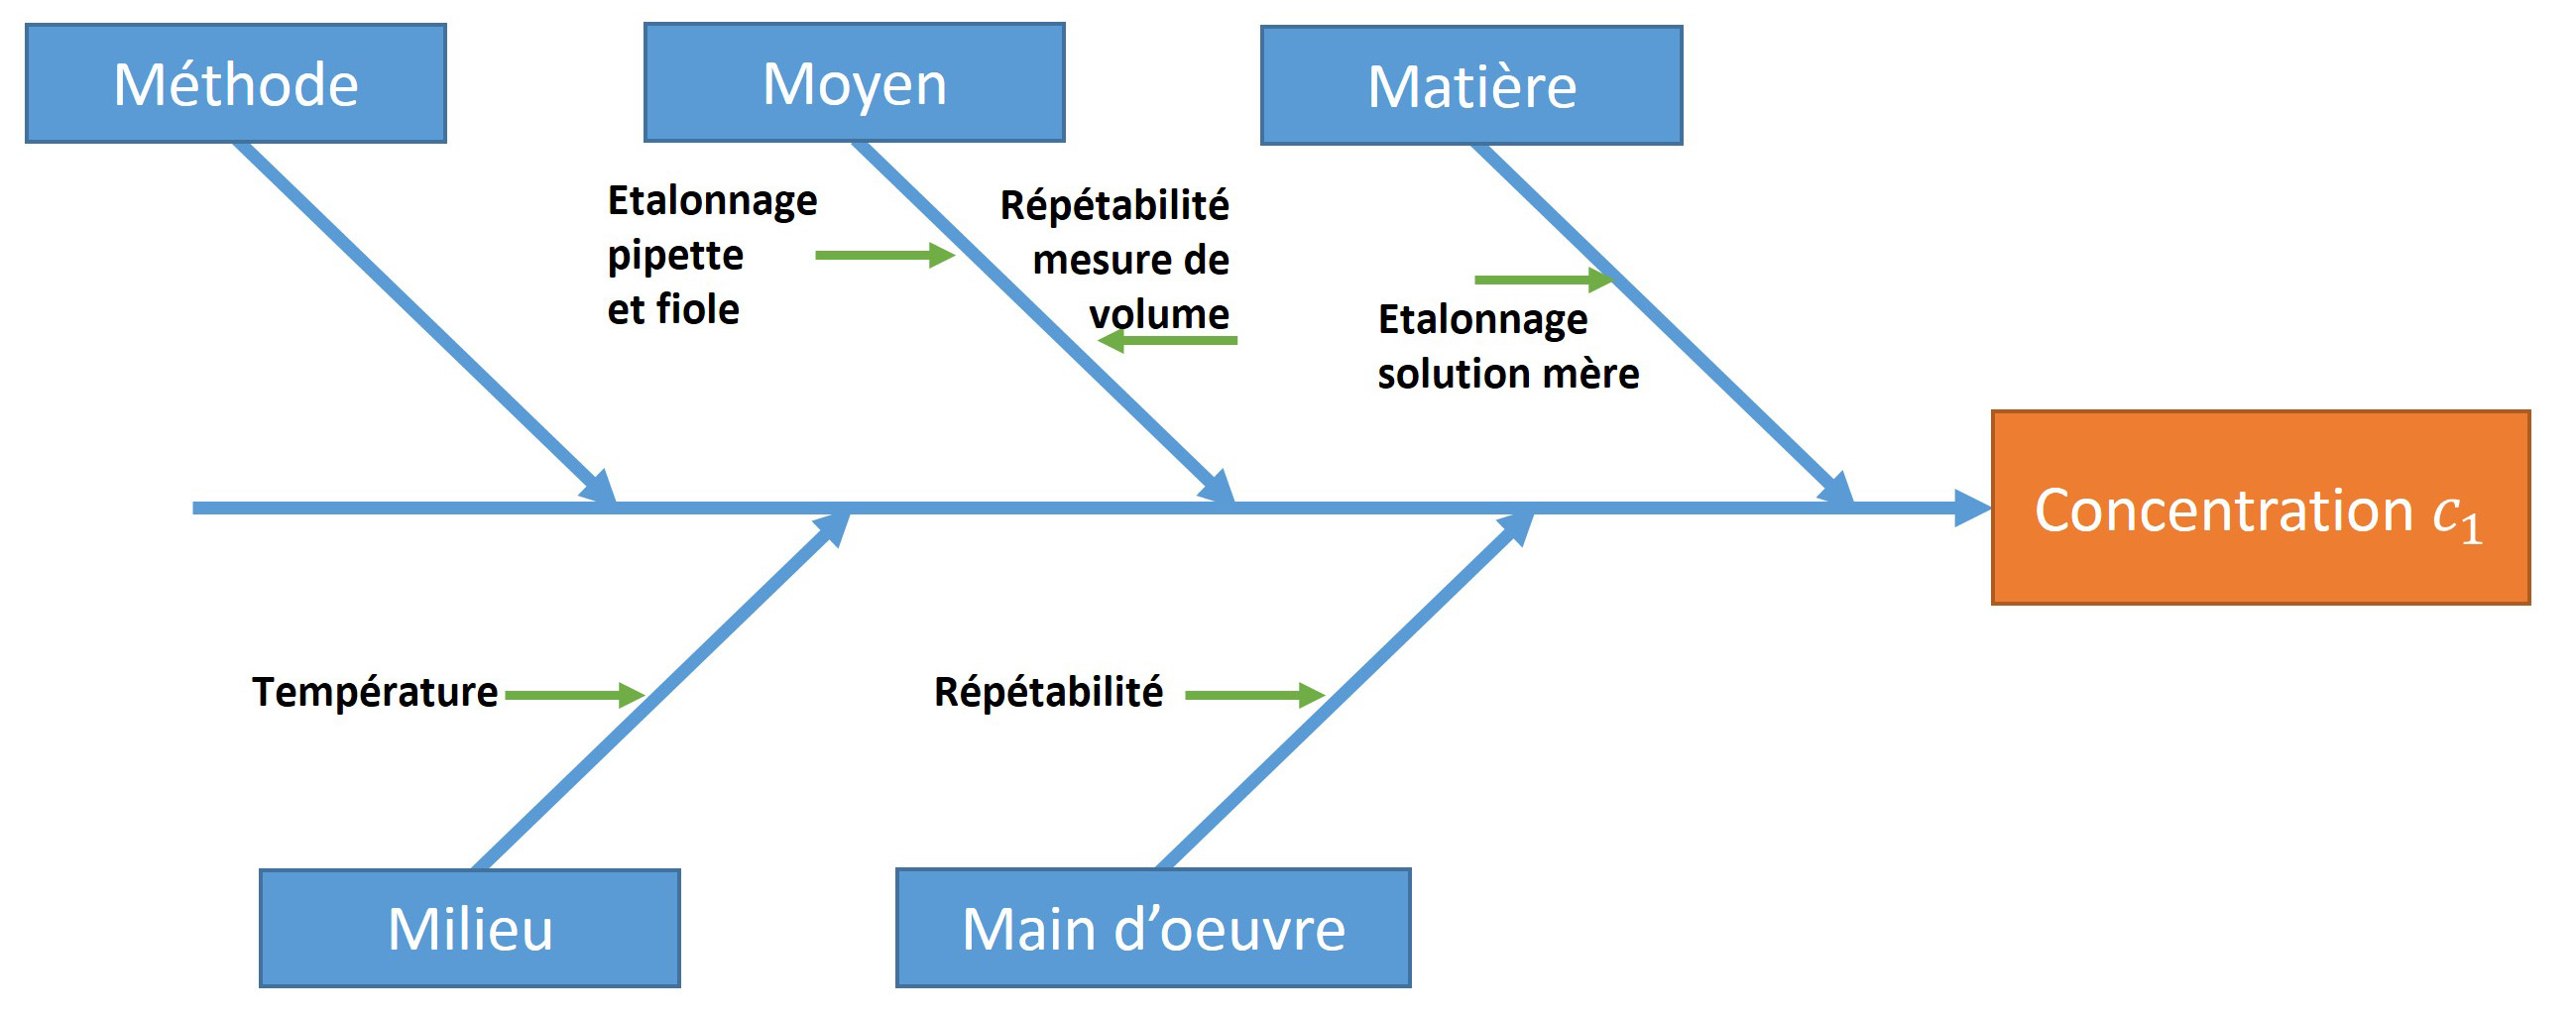 Méthode
Moyen
Matière
Etalonnage
pipette
et fiole
Répétabilité
mesure de
volume
Etalonnage
solution mère
Concentration c₁
Température
Répétabilité
Milieu
Main d’oeuvre